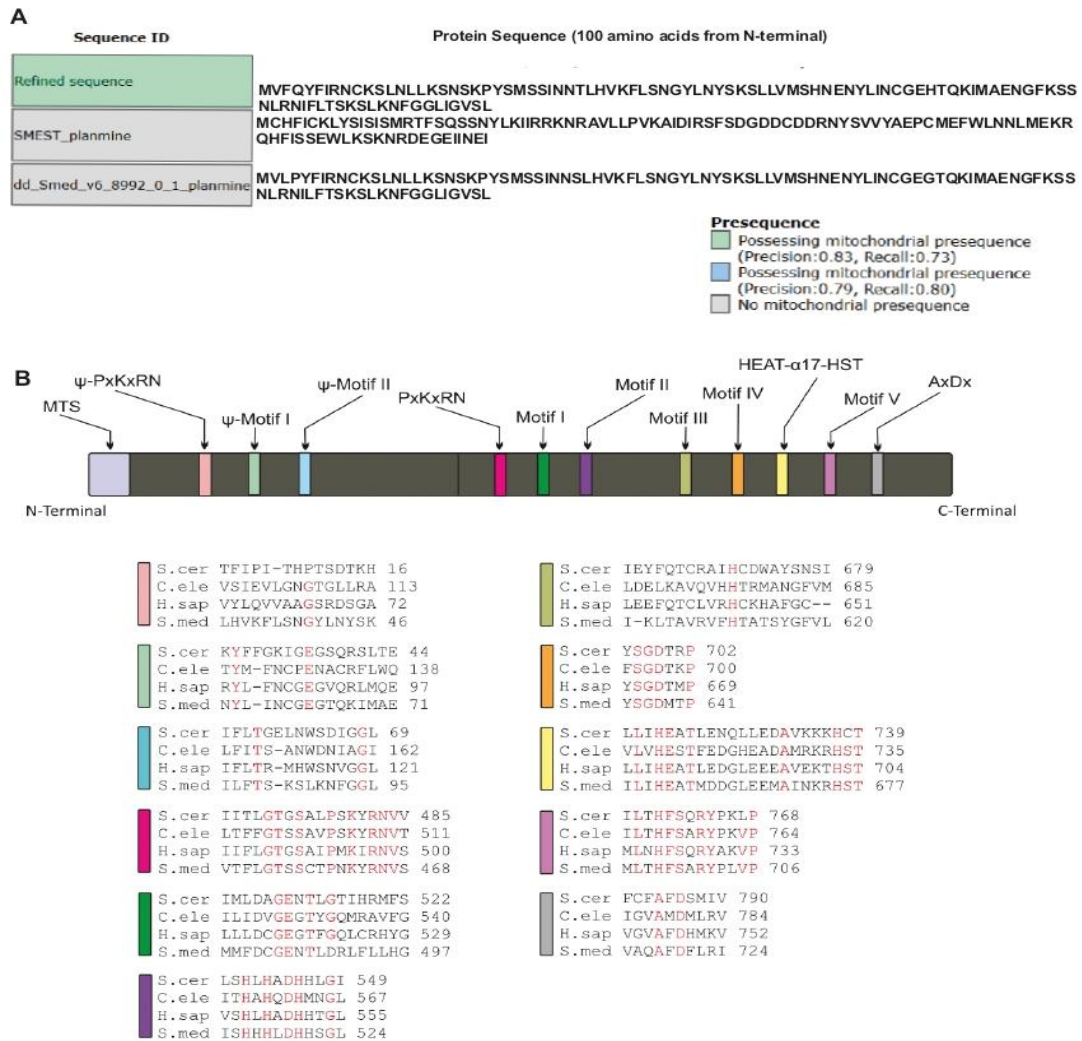 A
Sequence ID
Protein Sequence (100 amino acids from N-terminal)
Refined sequence
MVFQYFIRNCKSLNLLKSNSKPYSMSSINNTLHVKFLSNGYLNYSKSLLVMSHNENYLINCGEHTQKIMAENGFKSS
NLRNIFLTSKSLKNFGGLIGVSL
SMEST_planmine
MCHFICKLYSISISMRTFSQSSNYLKIIRRKNRAVLLPVKAIDIRSFSDGDDCDDRNYSVVYAEPCMEFWLNNLMEKR
QHFISSEWLKSKNRDEGEIINEI
dd_Smed_v6_8992_0_1_planmine
MVLPYFIRNCKSLNLLKSNSKPYSMSSINNSLHVKFLSNGYLNYSKSLLVMSHNENYLINCGEGTQKIMAENGFKSS
NLRNILFTSKSLKNFGGLIGVSL
Presequence
Possessing mitochondrial presequence
(Precision:0.83, Recall:0.73)
Possessing mitochondrial presequence
(Precision:0.79, Recall:0.80)
No mitochondrial presequence
B
MTS
ψ-PxKxRN
ψ-Motif I
ψ-Motif II
PxKxRN
Motif I
Motif II
Motif III
Motif IV
HEAT-α17-HST
Motif V
AxDx
N-Terminal
C-Terminal
S.cer TFIPI-THPTSDTKH 16
C.ele VSIEVLGNGTGLLRA 113
H.sap VYLQVVAAGSRDSGA 72
S.med LHVKFLSNGYLNYSK 46
S.cer KYFFGKIGEGSQRSLTE 44
C.ele TYM-FNCPENACRFLWQ 138
H.sap RYL-FNCGEGVQRLMQE 97
S.med NYL-INCGEGTQKIMAE 71
S.cer IFLTGELNWSDIGGL 69
C.ele LFITS-ANWDNIAGI 162
H.sap IFLTR-MHWSNVGGL 121
S.med ILFTS-KSLKNFGGL 95
S.cer IITLGTGSALPSKYRNVV 485
C.ele LTFFGTSSAVPSKYRNVT 511
H.sap IIFLGTGSAIPMKIRNVS 500
S.med VTFLGTSSCTPNKYRNVS 468
S.cer IMLDAGENTLGTIHRMFS 522
C.ele ILIDVGEGTYGQMRAVFG 540
H.sap LLLDCGEGTFGQLCRHYG 529
S.med MMFDCGENTLDRLFLLHG 497
S.cer LSHLHADHHLGI 549
C.ele ITHAHQDHMNGL 567
H.sap VSHLHADHHTGL 555
S.med ISHHHLDHHSGL 524
S.cer IEYFQTCRAIHCDWAYSNSI 679
C.ele LDELKAVQVHHTRMANGFVM 685
H.sap LEEFQTCLVRHCKHAFGC-- 651
S.med I-KLTAVRVFHTATSYGFVL 620
S.cer YSGDTRP 702
C.ele FSGDTKP 700
H.sap YSGDTMP 669
S.med YSGDMTP 641
S.cer LLIHEATLENQLLEDAVKKKHCT 739
C.ele VLVHESTFEDGHEADAMRKRHST 735
H.sap LLIHEATLEDGLEEEAVEKTHST 704
S.med ILIHEATMDDGLEEMAINKRHST 677
S.cer ILTHFSQRYPKLP 768
C.ele ILTHFSARYPKVP 764
H.sap MLNHFSQRYAKVP 733
S.med MLTHFSARYPLVP 706
S.cer FCFAFDSMIV 790
C.ele IGVAMDMLRV 784
H.sap VGVAFDHMKV 752
S.med VAQAFDFLRI 724